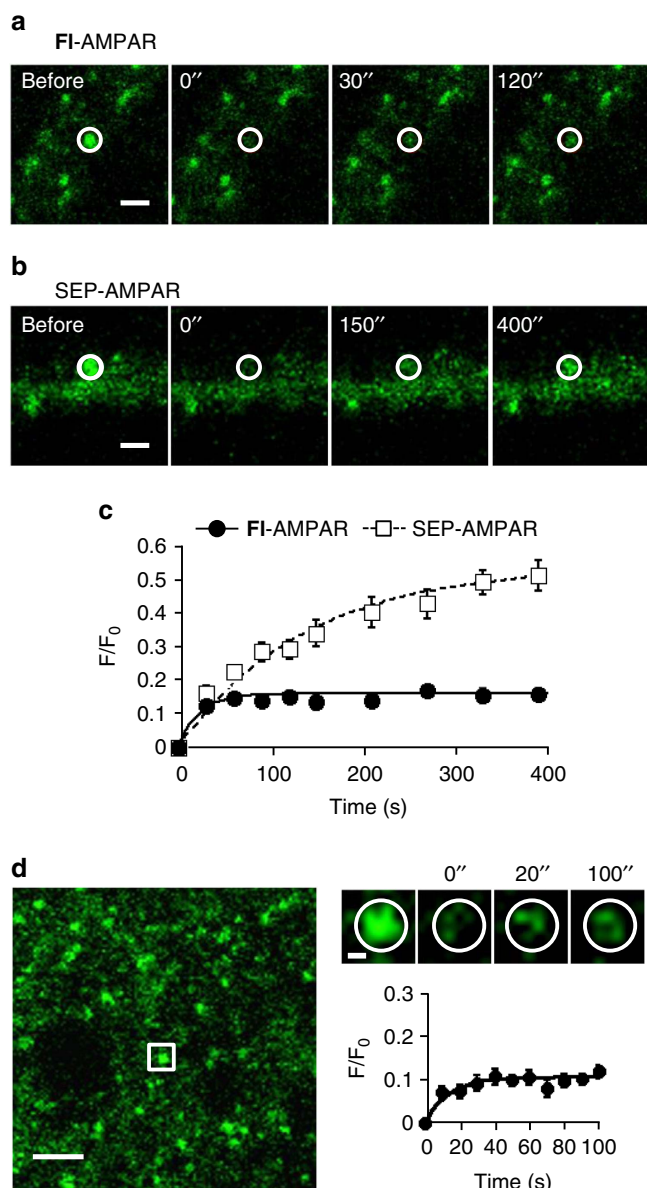 a
FI-AMPAR
Before 0″ 30″ 120″
b
SEP-AMPAR
Before 0″ 150″ 400″
c
FI-AMPAR SEP-AMPAR
0.6
0.5
0.4
0.3
0.2
0.1
0
F/F0
0 100 200 300 400
Time (s)
d
0″ 20″ 100″
0.3
0.2
0.1
0
F/F0
0 20 40 60 80 100
Time (s)